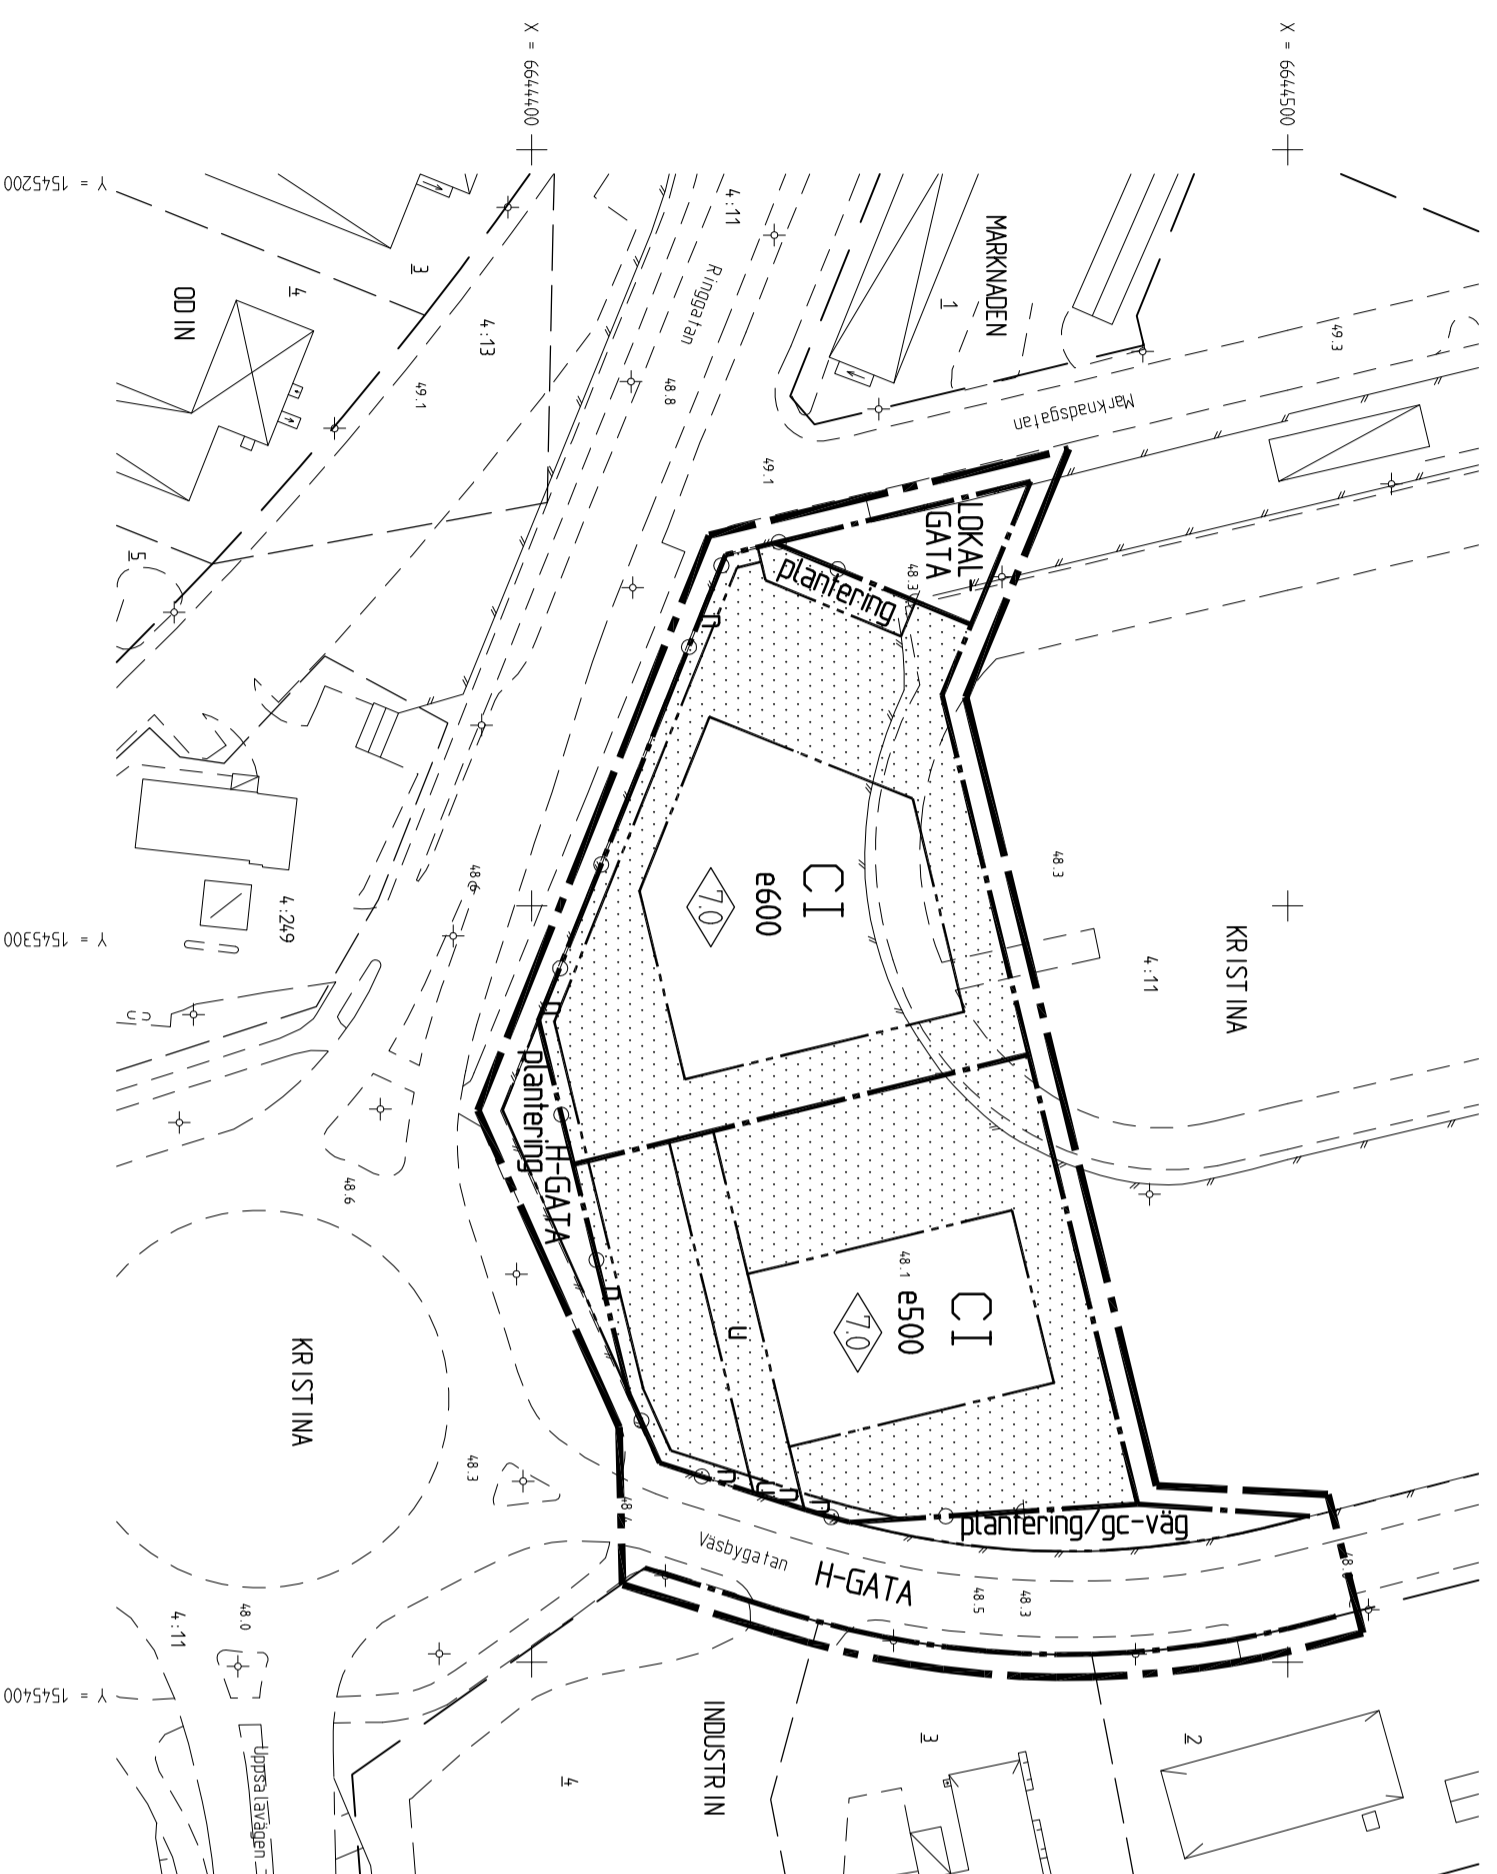 X = 6644400
X = 6644500
Y = 1545200
Y = 1545300
Y = 1545400
4:11
Ringgatan
MARKNADEN
1
3
4
ODIN
4:13
49.1
48.8
49.3
Marknadsgatan
49.1
5
LOKAL-
GATA
plantering
48.3
n
CI
e600
7.0
48.3
48.6
4:249
KRISTINA
4:11
n
plantering
H-GATA
48.6
n
u
48.1
CI
e500
7.0
KRISTINA
48.3
n
n
plantering/gc-väg
Väsbygatan
H-GATA
48.5
48.3
4:11
48.0
Uppsalavägen
INDUSTRIN
4
3
2